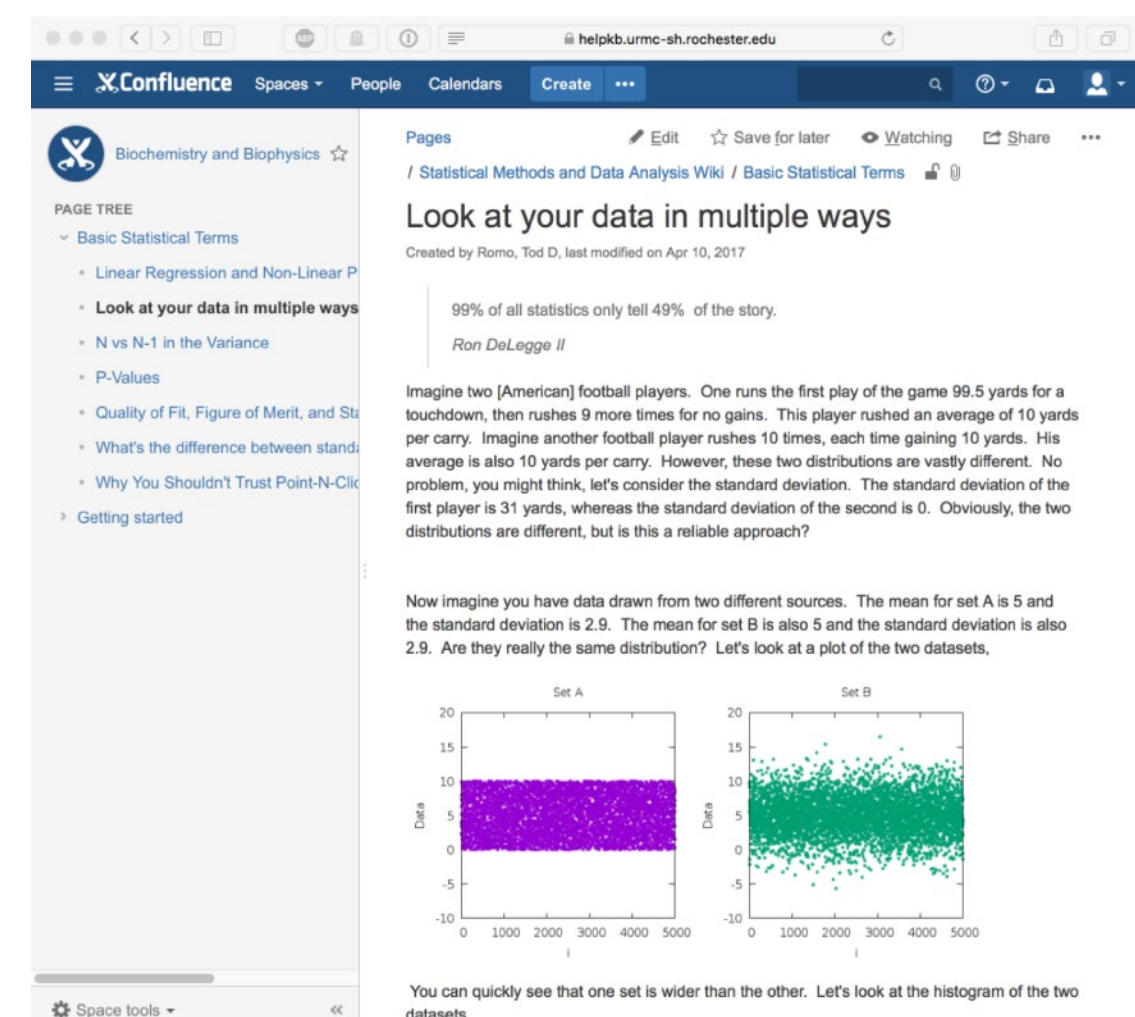 ABP
helpkb.urmc-sh.rochester.edu
Confluence Spaces People Calendars Create •••
Biochemistry and Biophysics
PAGE TREE
Basic Statistical Terms
Linear Regression and Non-Linear P
Look at your data in multiple ways
N vs N-1 in the Variance
P-Values
Quality of Fit, Figure of Merit, and Sta
What's the difference between standa
Why You Shouldn't Trust Point-N-Clic
Getting started
Space tools
Pages Edit Save for later Watching Share •••
/ Statistical Methods and Data Analysis Wiki / Basic Statistical Terms
Look at your data in multiple ways
Created by Romo, Tod D, last modified on Apr 10, 2017
99% of all statistics only tell 49% of the story.
Ron DeLegge II
Imagine two [American] football players. One runs the first play of the game 99.5 yards for a
touchdown, then rushes 9 more times for no gains. This player rushed an average of 10 yards
per carry. Imagine another football player rushes 10 times, each time gaining 10 yards. His
average is also 10 yards per carry. However, these two distributions are vastly different. No
problem, you might think, let's consider the standard deviation. The standard deviation of the
first player is 31 yards, whereas the standard deviation of the second is 0. Obviously, the two
distributions are different, but is this a reliable approach?
Now imagine you have data drawn from two different sources. The mean for set A is 5 and
the standard deviation is 2.9. The mean for set B is also 5 and the standard deviation is also
2.9. Are they really the same distribution? Let's look at a plot of the two datasets,
Set A
20
15
10
5
0
-5
-10
Data
0 1000 2000 3000 4000 5000
i
Set B
20
15
10
5
0
-5
-10
Data
0 1000 2000 3000 4000 5000
i
You can quickly see that one set is wider than the other. Let's look at the histogram of the two
datasets